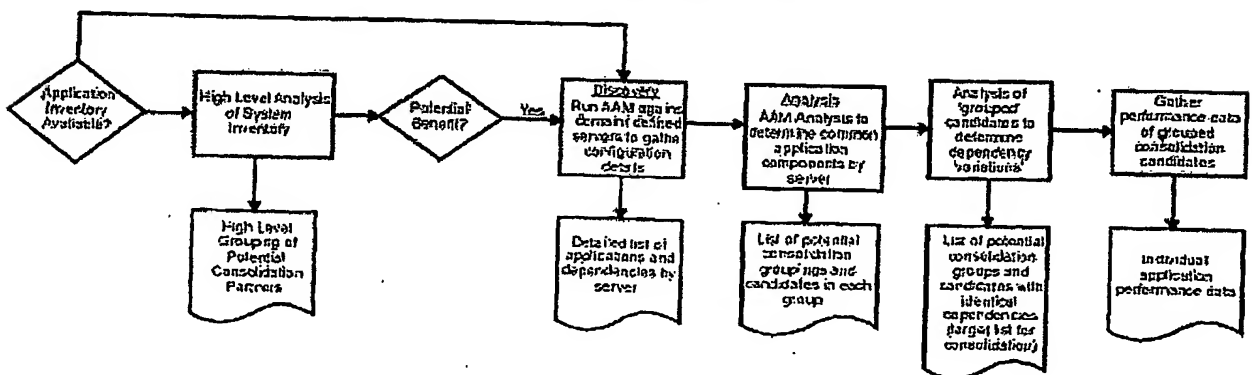 Application
Inventory
Available?
High Level Analysis
of System
Inventory
Potential
Benefit?
Yes
Discovery
Run AAM agains
domain/defined
servers to gains
configuration
details
Analysis
AAM Analysis to
determine common
application
components by
server
Analysis of
'grouped'
candidates to
determine
dependency
variations'
Gather
performance data
of grouped
consolidation
candidates
High Level
Grouping of
Potential
Consolidation
Partners
Detailed list of
applications and
dependencies by
server
List of potential
consolidation
groupings and
candidates in each
group
List of potential
consolidation
groups and
candidates with
identical
dependencies
(target list for
consolidation)
Individual
application
performance data